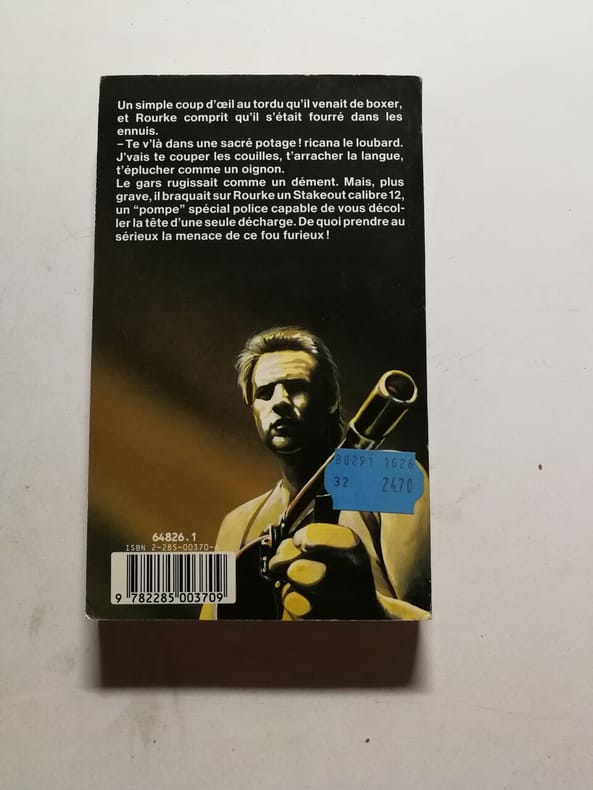 Un simple coup d'œil au tordu qu'il venait de boxer,
et Rourke comprit qu'il s'était fourré dans les
ennuis.
– Te v'là dans une sacré potage ! ricana le loubard.
J'vais te couper les couilles, t'arracher la langue,
t'éplucher comme un oignon.
Le gars rugissait comme un dément. Mais, plus
grave, il braquait sur Rourke un Stakeout calibre 12,
un "pompe" spécial police capable de vous décol-
ler la tête d'une seule décharge. De quoi prendre au
sérieux la menace de ce fou furieux !
80291 1626
32 2470
64826.1
ISBN 2-285-00370-
9 782285 003709